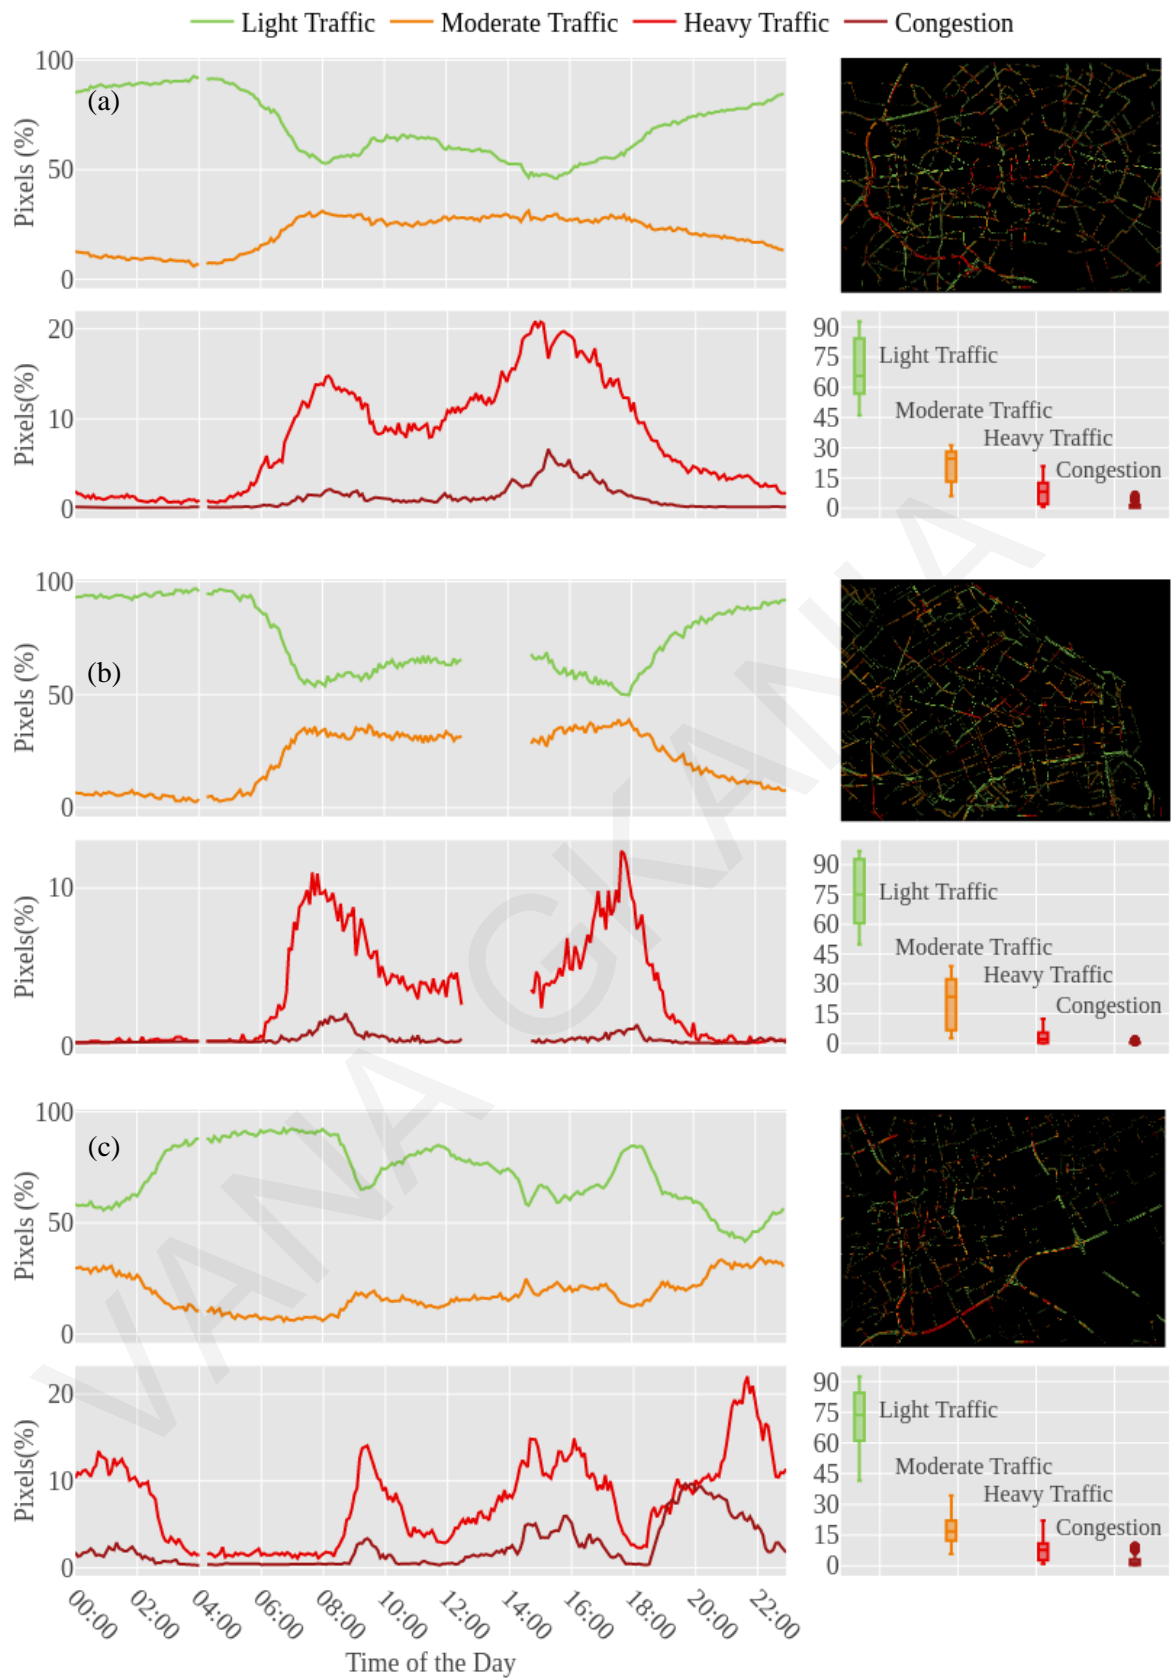 Light Traffic Moderate Traffic Heavy Traffic Congestion
100
50
0
Pixels (%)
(a)
20
10
0
Pixels(%)
90
75
60
45
30
15
0
Light Traffic
Moderate Traffic
Heavy Traffic
Congestion
100
50
0
Pixels (%)
(b)
10
0
Pixels(%)
90
75
60
45
30
15
0
Light Traffic
Moderate Traffic
Heavy Traffic
Congestion
100
50
0
Pixels (%)
(c)
20
10
0
Pixels(%)
90
75
60
45
30
15
0
Light Traffic
Moderate Traffic
Heavy Traffic
Congestion
00:00 02:00 04:00 06:00 08:00 10:00 12:00 14:00 16:00 18:00 20:00 22:00
Time of the Day
VANA GKANIA